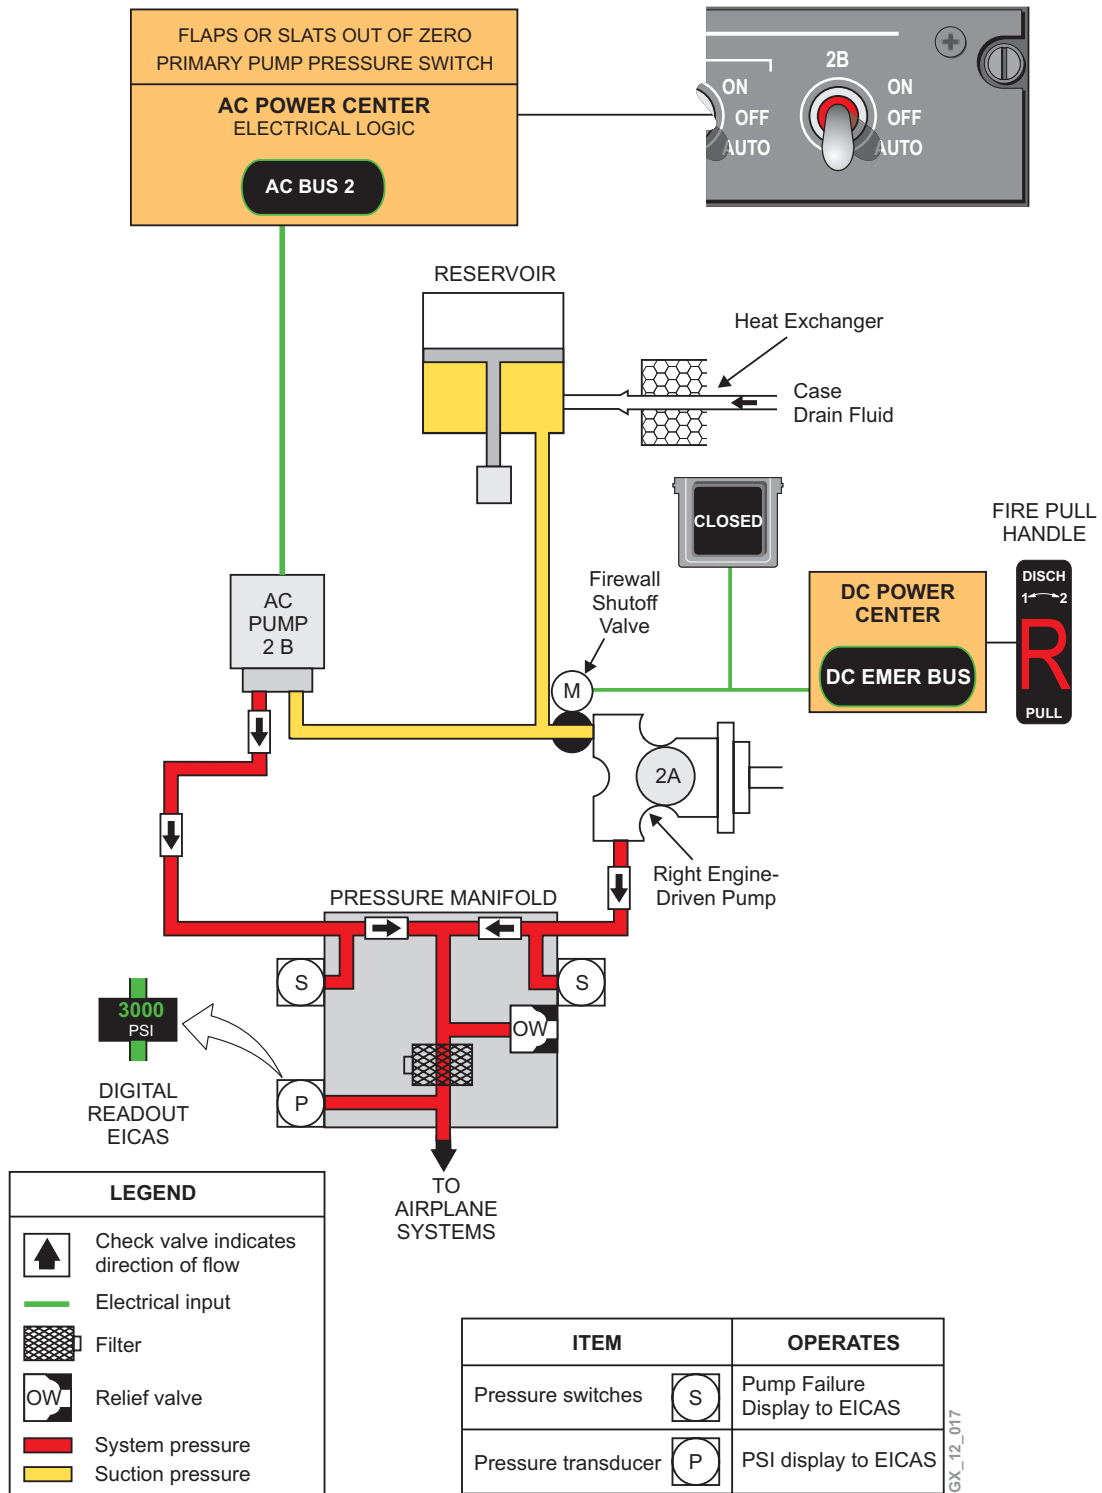 FLAPS OR SLATS OUT OF ZERO
PRIMARY PUMP PRESSURE SWITCH
AC POWER CENTER
ELECTRICAL LOGIC
AC BUS 2
2B
ON
OFF
AUTO
ON
OFF
AUTO
RESERVOIR
Heat Exchanger
Case
Drain Fluid
CLOSED
FIRE PULL
HANDLE
DISCH
1 2
R
PULL
DC POWER
CENTER
DC EMER BUS
Firewall
Shutoff
Valve
M
AC
PUMP
2 B
2A
Right Engine-
Driven Pump
PRESSURE MANIFOLD
S
S
OW
P
3000
PSI
DIGITAL
READOUT
EICAS
TO
AIRPLANE
SYSTEMS
LEGEND
Check valve indicates
direction of flow
Electrical input
Filter
OW
Relief valve
System pressure
Suction pressure
ITEM
OPERATES
Pressure switches
S
Pump Failure
Display to EICAS
Pressure transducer
P
PSI display to EICAS
GX_12_017